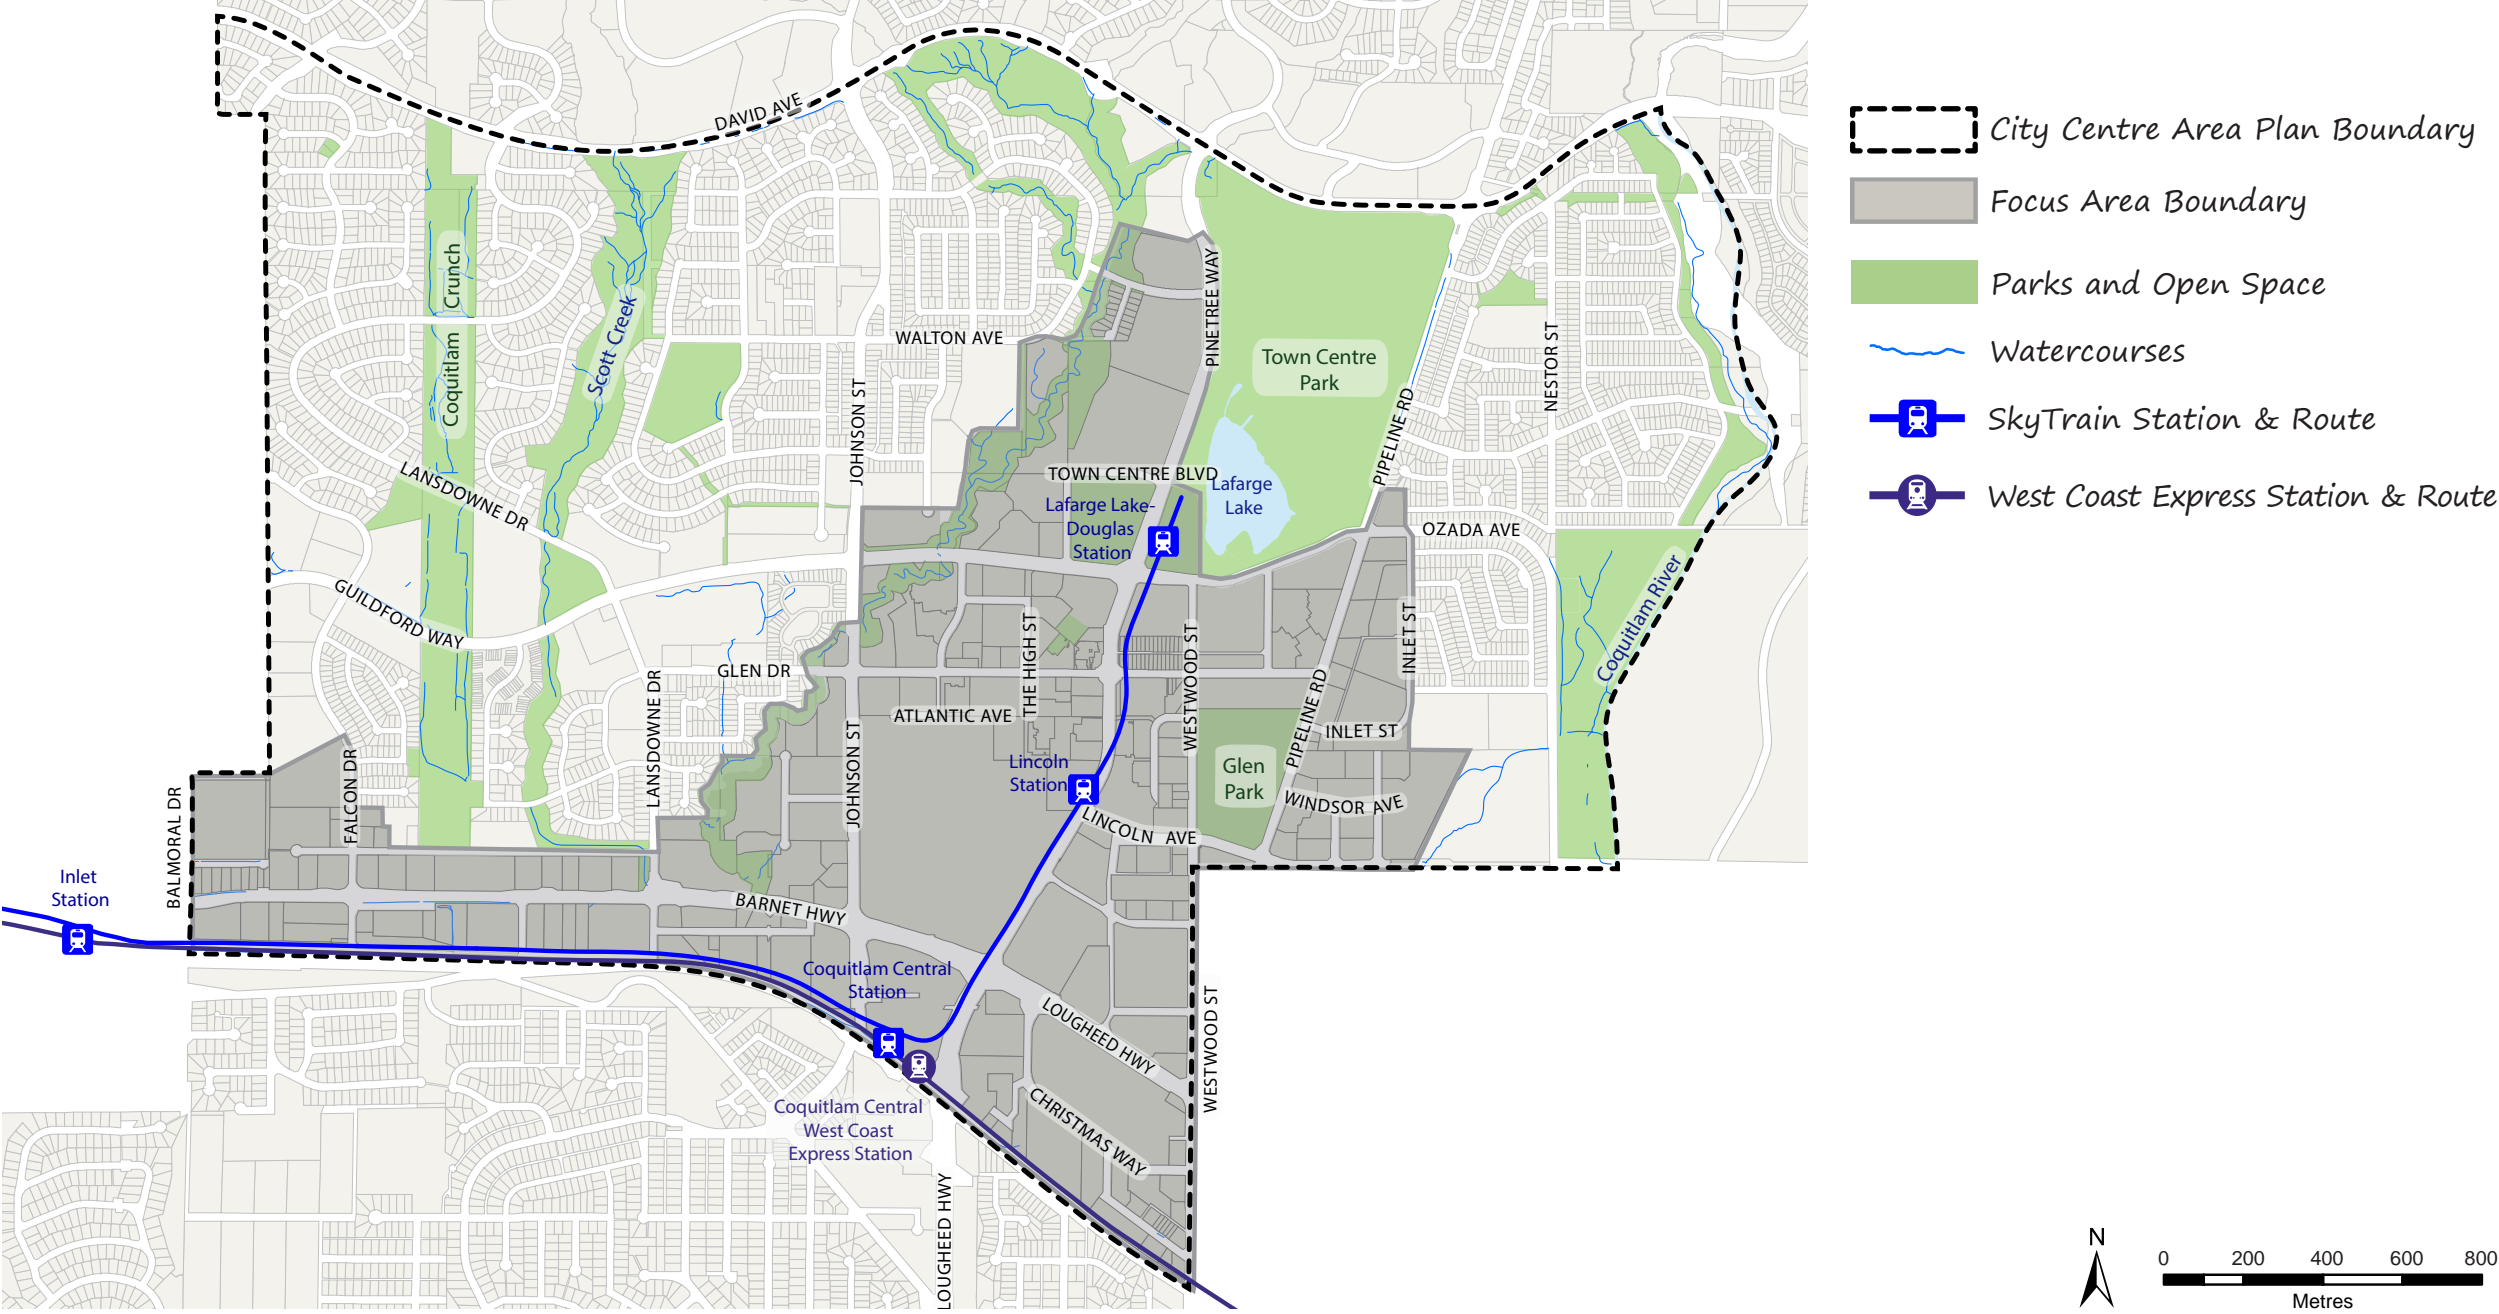 DAVID AVE
Coquitlam Crunch
Scott Creek
WALTON AVE
PINETREE WAY
Town Centre
Park
NESTOR ST
JOHNSON ST
PIPELINE RD
LANSDOWNE DR
TOWN CENTRE BLVD
Lafarge Lake-
Douglas
Station
Lafarge
Lake
OZADA AVE
GUILDFORD WAY
Coquitlam River
THE HIGH ST
WESTWOOD ST
INLET ST
GLEN DR
LANSDOWNE DR
ATLANTIC AVE
PIPELINE RD
INLET ST
JOHNSON ST
Lincoln
Station
Glen
Park
FALCON DR
BALMORAL DR
WINDSOR AVE
LINCOLN AVE
Inlet
Station
BARNET HWY
Coquitlam Central
Station
LOUGHEED HWY
WESTWOOD ST
Coquitlam Central
West Coast
Express Station
CHRISTMAS WAY
LOUGHEED HWY
City Centre Area Plan Boundary
Focus Area Boundary
Parks and Open Space
Watercourses
SkyTrain Station & Route
West Coast Express Station & Route
N
0 200 400 600 800
Metres